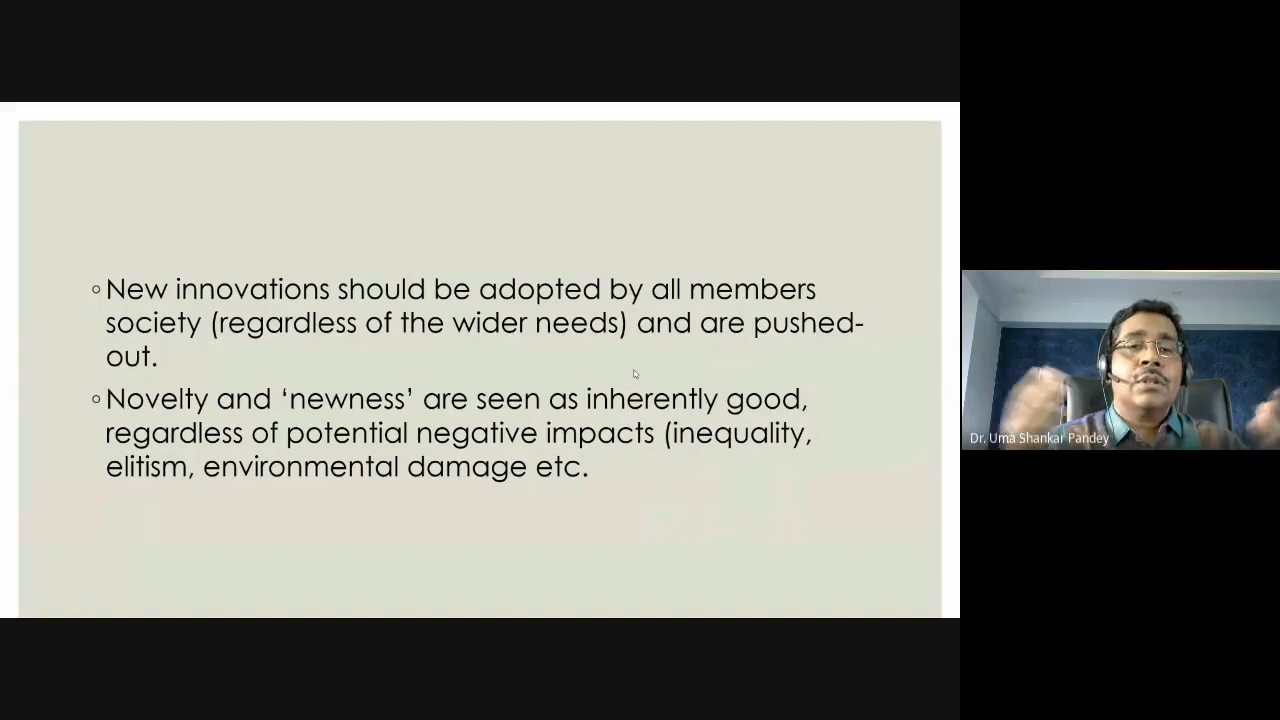 ◦New innovations should be adopted by all members
society (regardless of the wider needs) and are pushed-
out.
◦Novelty and ‘newness’ are seen as inherently good,
regardless of potential negative impacts (inequality,
elitism, environmental damage etc.
Dr. Uma Shankar Pandey